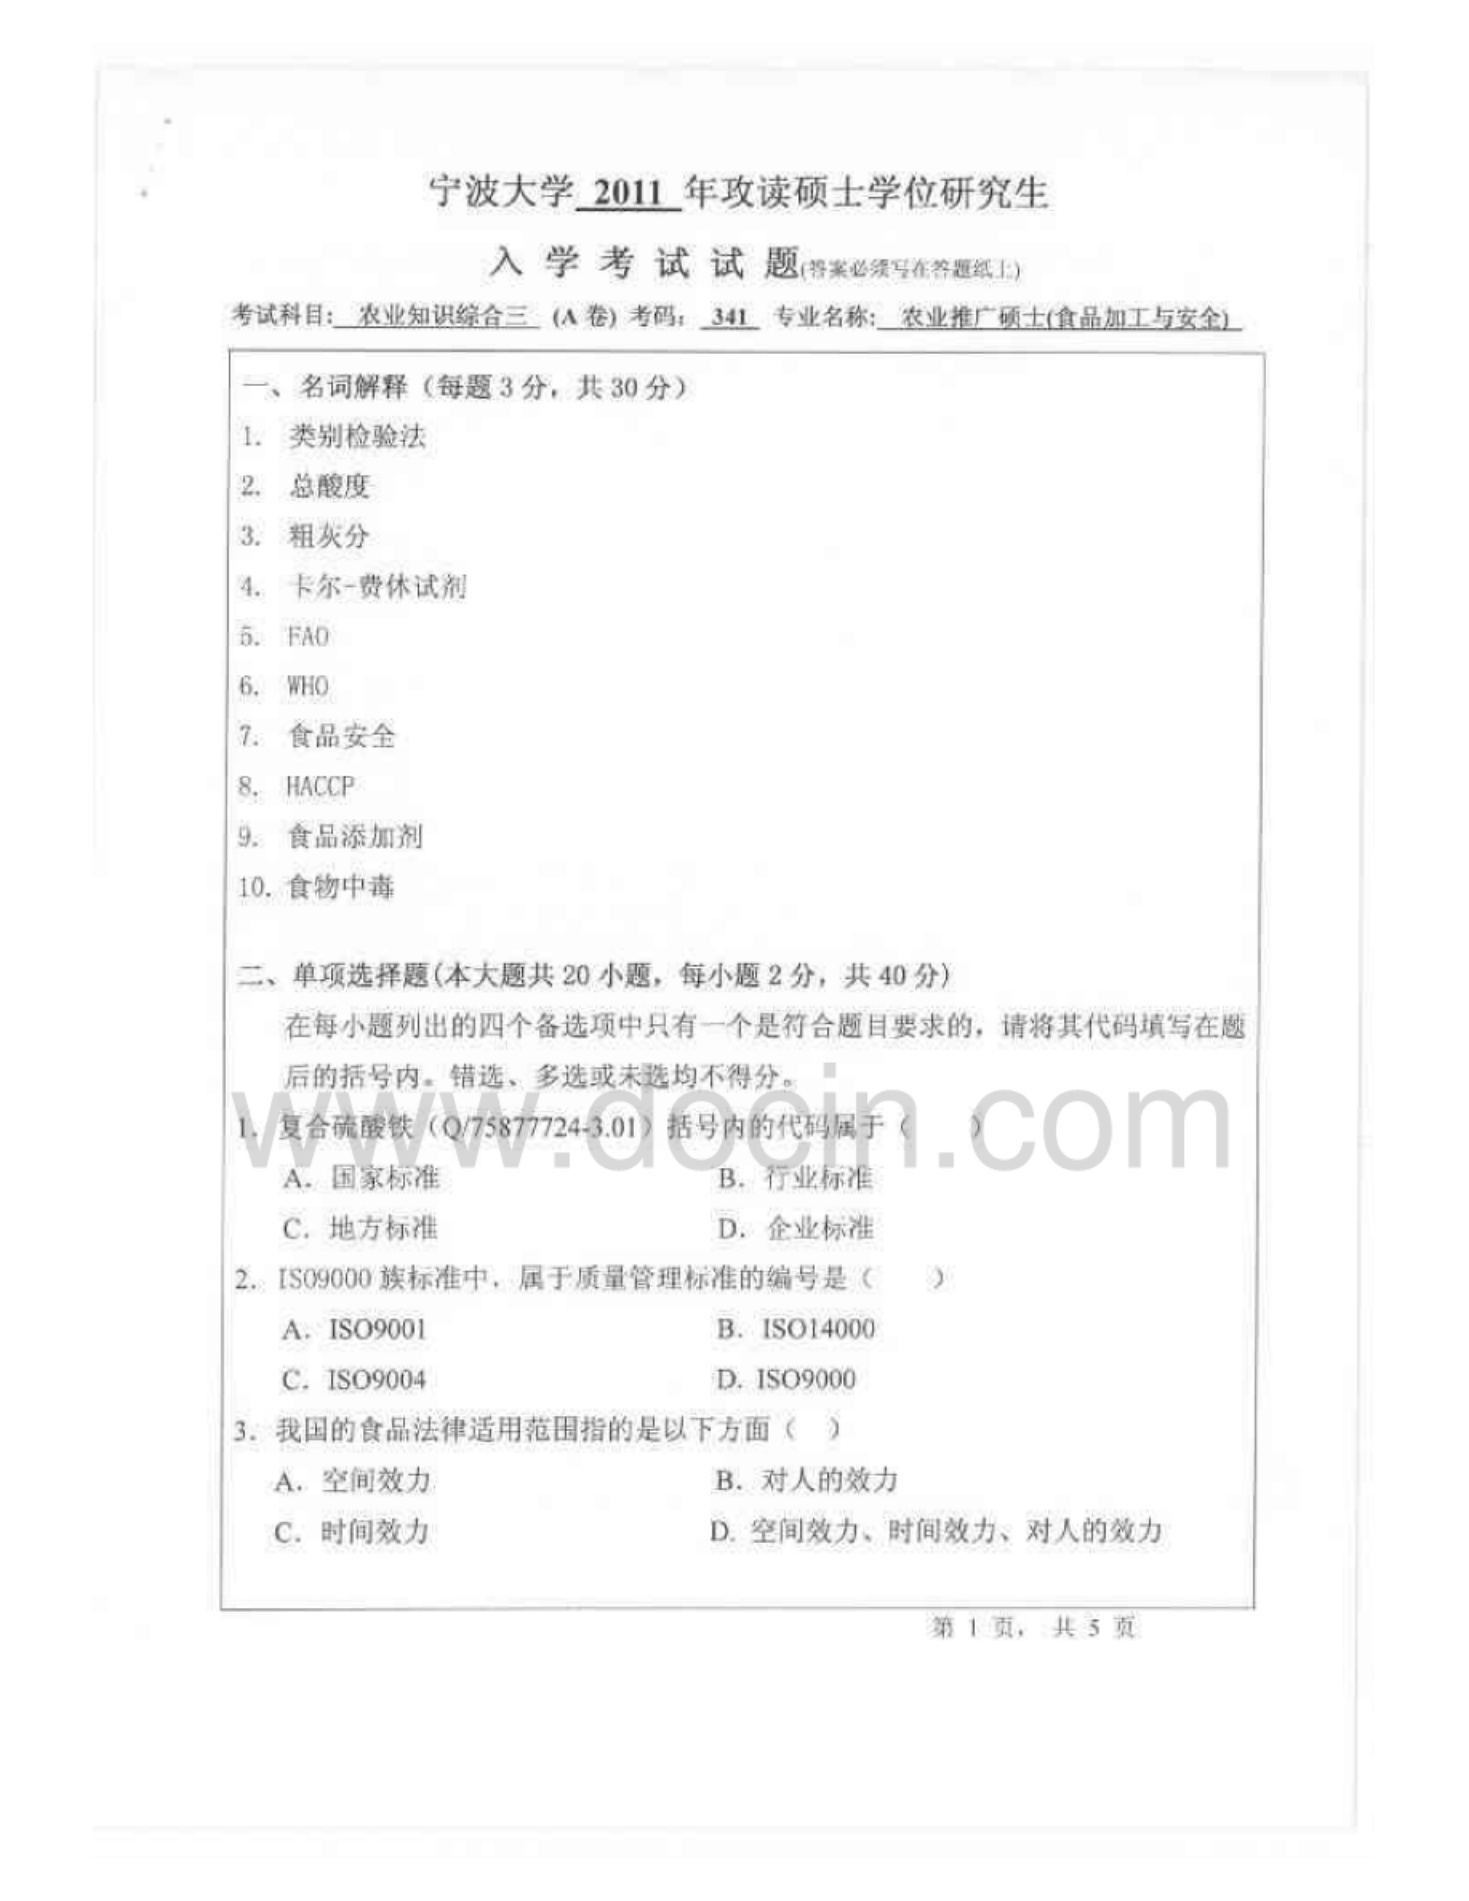 宁波大学 2011 年攻读硕士学位研究生
入 学 考 试 试 题(答案必须写在答题纸上)
考试科目: 农业知识综合三 (A 卷) 考码: 341 专业名称: 农业推广硕士(食品加工与安全)
一、名词解释（每题 3 分，共 30 分）
1. 类别检验法
2. 总酸度
3. 粗灰分
4. 卡尔-费休试剂
5. FAO
6. WHO
7. 食品安全
8. HACCP
9. 食品添加剂
10. 食物中毒
二、单项选择题(本大题共 20 小题，每小题 2 分，共 40 分)
在每小题列出的四个备选项中只有一个是符合题目要求的，请将其代码填写在题
后的括号内。错选、多选或未选均不得分。
www.docin.com
1. 复合硫酸铁（Q/75877724-3.01）括号内的代码属于（ ）
A．国家标准 B．行业标准
C．地方标准 D．企业标准
2. ISO9000 族标准中，属于质量管理标准的编号是（ ）
A．ISO9001 B．ISO14000
C．ISO9004 D. ISO9000
3．我国的食品法律适用范围指的是以下方面（ ）
A．空间效力 B．对人的效力
C．时间效力 D. 空间效力、时间效力、对人的效力
第 1 页， 共 5 页